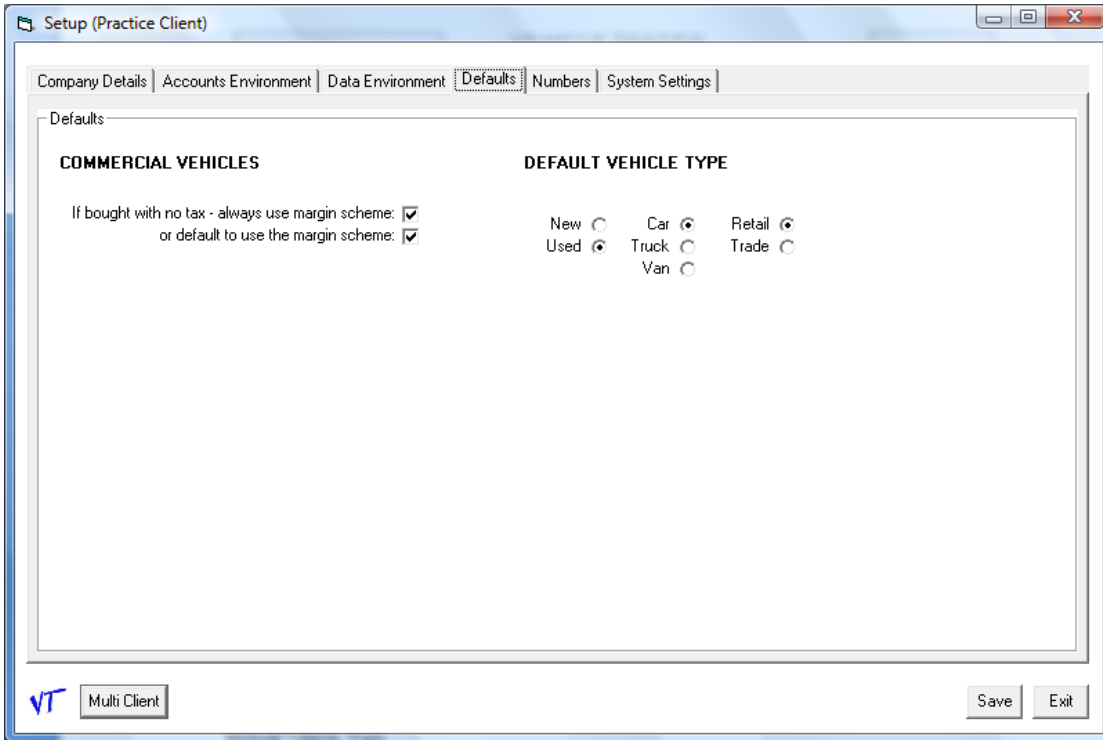 Setup (Practice Client)
Company Details Accounts Environment Data Environment Defaults Numbers System Settings
Defaults
COMMERCIAL VEHICLES DEFAULT VEHICLE TYPE
If bought with no tax - always use margin scheme: New Car Retail
or default to use the margin scheme: Used Truck Trade
Van
VT Multi Client Save Exit